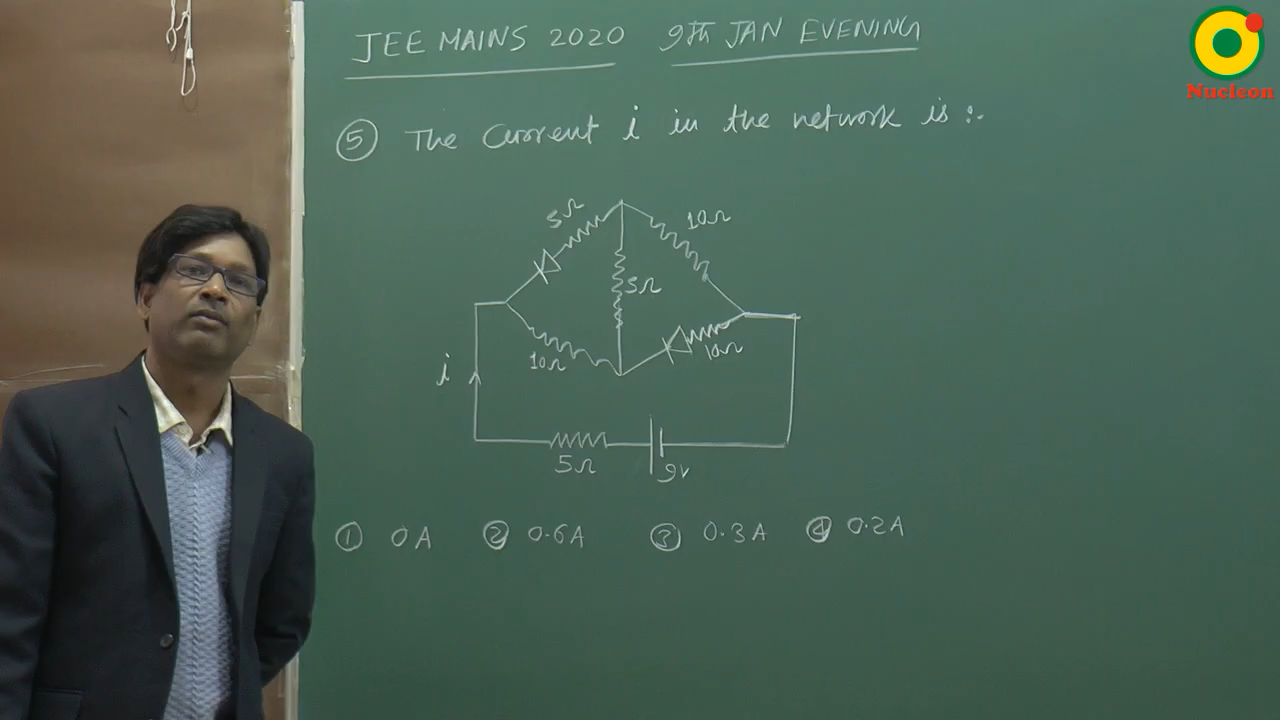 JEE MAINS 2020 9th JAN EVENING
Nucleon
⑤ The Current i in the network is :-
5Ω 10Ω
5Ω
10Ω 10Ω
i
5Ω 9V
① 0A ② 0.6A ③ 0.3A ④ 0.2A